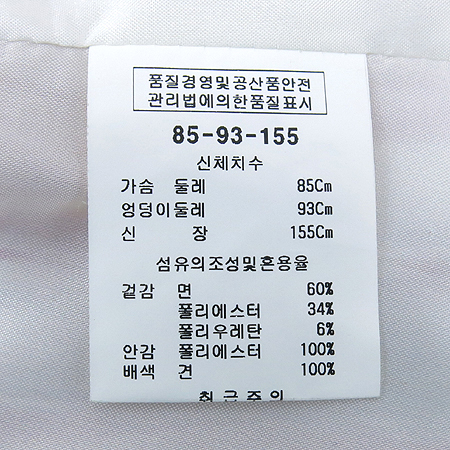 품질경영및공산품안전
관리법에의한품질표시
85-93-155
신체치수
가슴 둘레 85Cm
엉덩이둘레 93Cm
신 장 155Cm
섬유의조성및혼용율
겉감 면 60%
폴리에스터 34%
폴리우레탄 6%
안감 폴리에스터 100%
배색 견 100%
취급주의